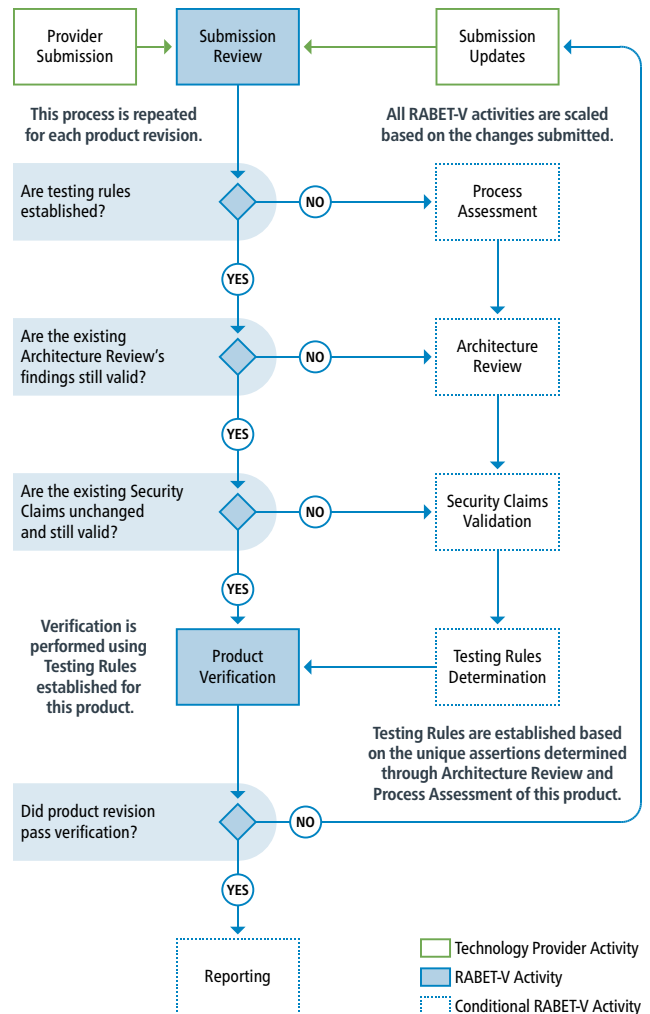 Provider
Submission
Submission
Review
Submission
Updates
This process is repeated
for each product revision.
All RABET-V activities are scaled
based on the changes submitted.
Are testing rules
established?
NO
Process
Assessment
YES
Are the existing
Architecture Review's
findings still valid?
NO
Architecture
Review
YES
Are the existing Security
Claims unchanged
and still valid?
NO
Security Claims
Validation
YES
Verification is
performed using
Testing Rules
established for
this product.
Product
Verification
Testing Rules
Determination
Testing Rules are established based
on the unique assertions determined
through Architecture Review and
Process Assessment of this product.
Did product revision
pass verification?
NO
YES
Reporting
Technology Provider Activity
RABET-V Activity
Conditional RABET-V Activity